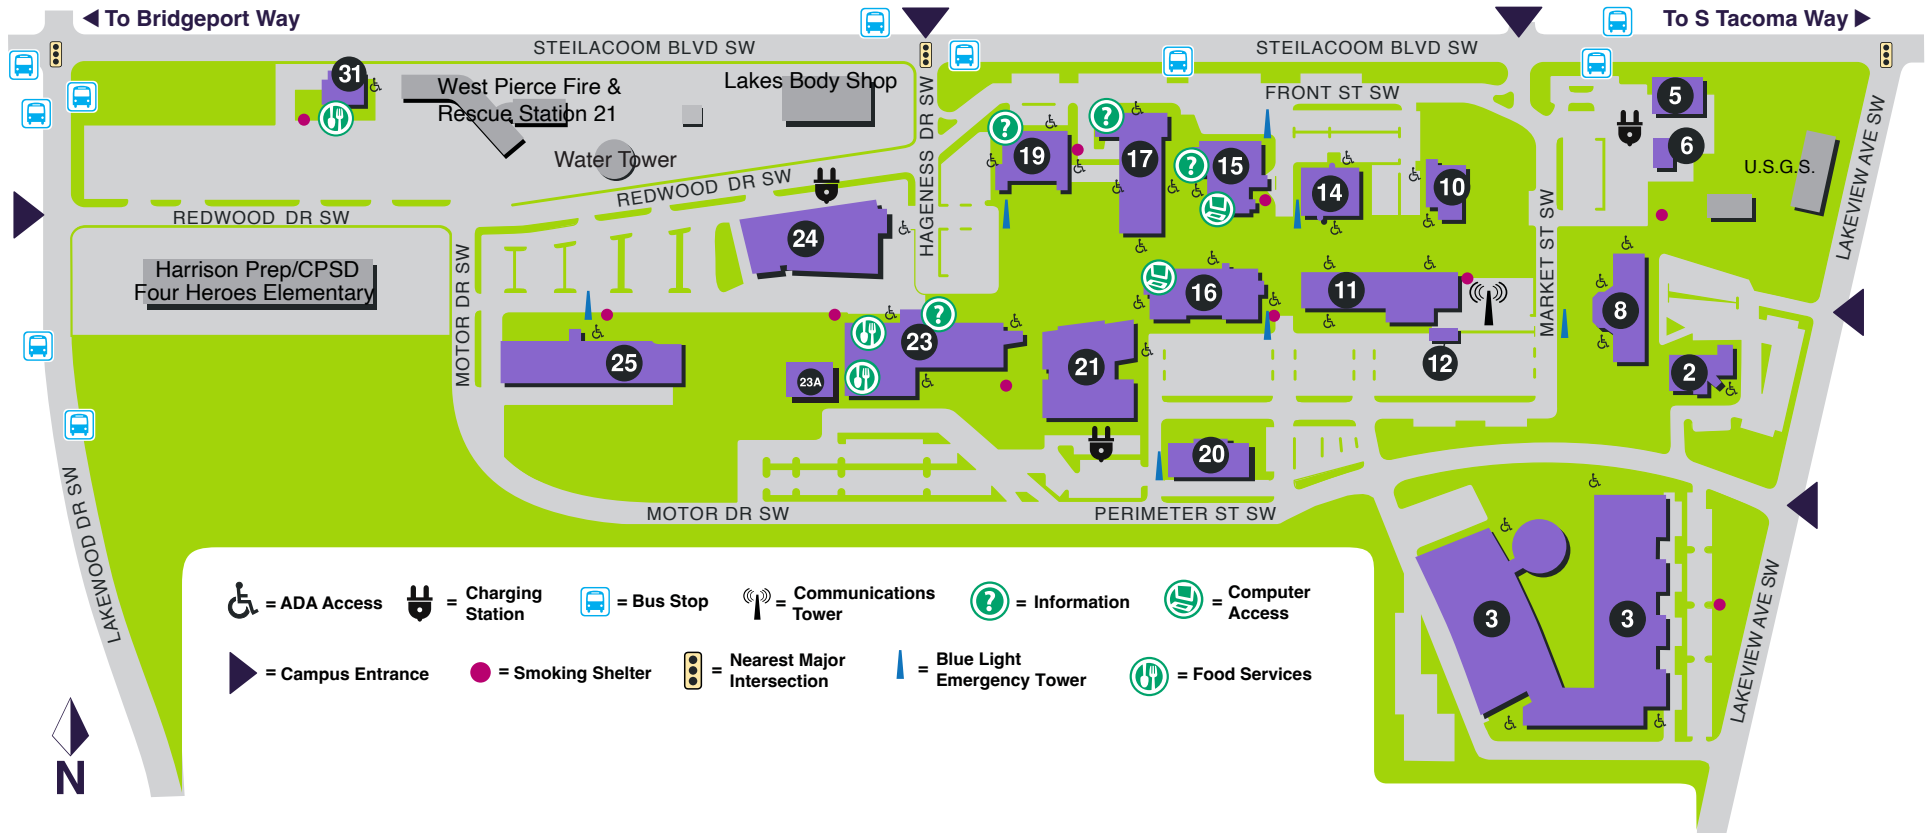 To Bridgeport Way
To S Tacoma Way
STEILACOOM BLVD SW
STEILACOOM BLVD SW
31
West Pierce Fire &
Rescue Station 21
Lakes Body Shop
Water Tower
HAGENESS DR SW
FRONT ST SW
5
6
U.S.G.S.
LAKEVIEW AVE SW
19
17
15
14
10
REDWOOD DR SW
REDWOOD DR SW
24
MARKET ST SW
Harrison Prep/CPSD
Four Heroes Elementary
MOTOR DR SW
16
11
8
25
23
23A
21
12
2
20
LAKEWOOD DR SW
MOTOR DR SW
PERIMETER ST SW
3
3
LAKEVIEW AVE SW
= ADA Access
= Charging
Station
= Bus Stop
= Communications
Tower
= Information
= Computer
Access
= Campus Entrance
= Smoking Shelter
= Nearest Major
Intersection
= Blue Light
Emergency Tower
= Food Services
N